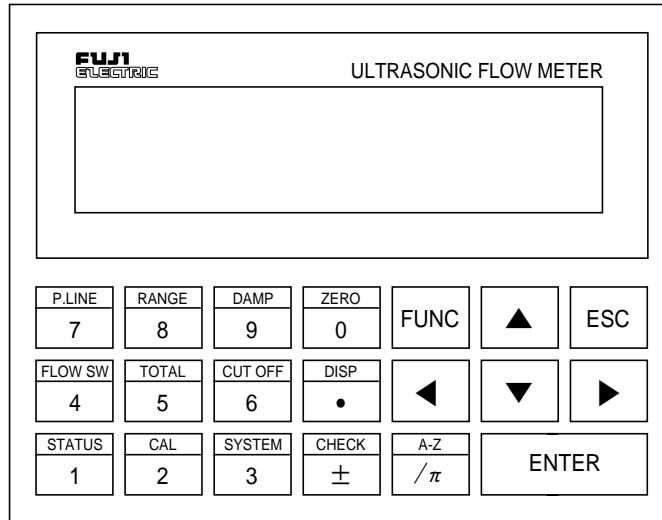 FUJI
ELECTRIC
ULTRASONIC FLOW METER
P.LINE RANGE DAMP ZERO
7 8 9 0 FUNC ▲ ESC
FLOW SW TOTAL CUT OFF DISP
4 5 6 • ◀ ▼ ▶
STATUS CAL SYSTEM CHECK A-Z
1 2 3 ± /π ENTER